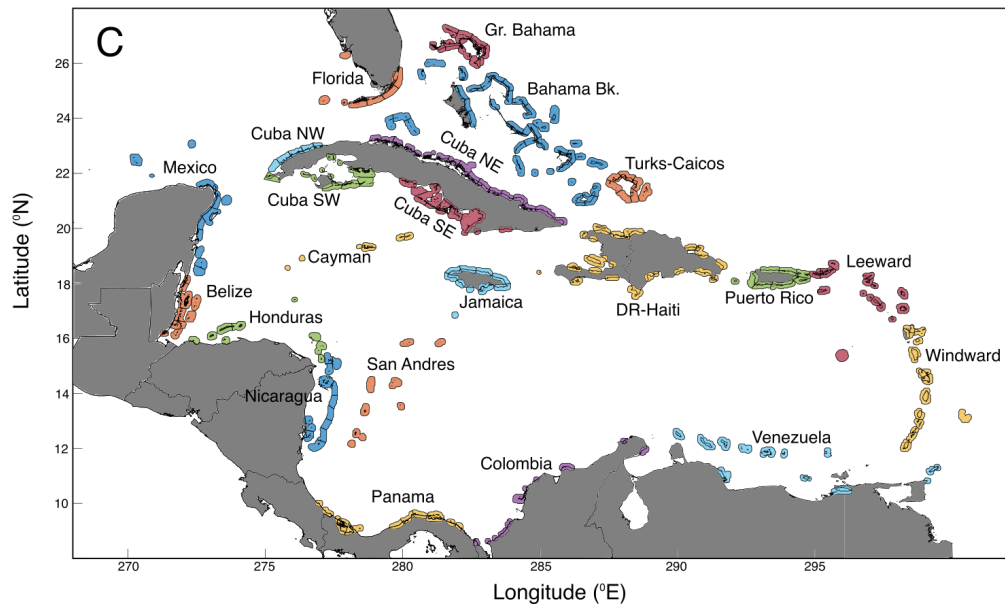 C
Gr. Bahama
Florida
Bahama Bk.
Cuba NW
Cuba NE
Mexico
Turks-Caicos
Cuba SW
Cuba SE
Cayman
Leeward
Belize
Jamaica
Puerto Rico
DR-Haiti
Honduras
San Andres
Windward
Nicaragua
Venezuela
Colombia
Panama
26
24
22
20
18
16
14
12
10
Latitude (ºN)
270
275
280
285
290
295
Longitude (ºE)